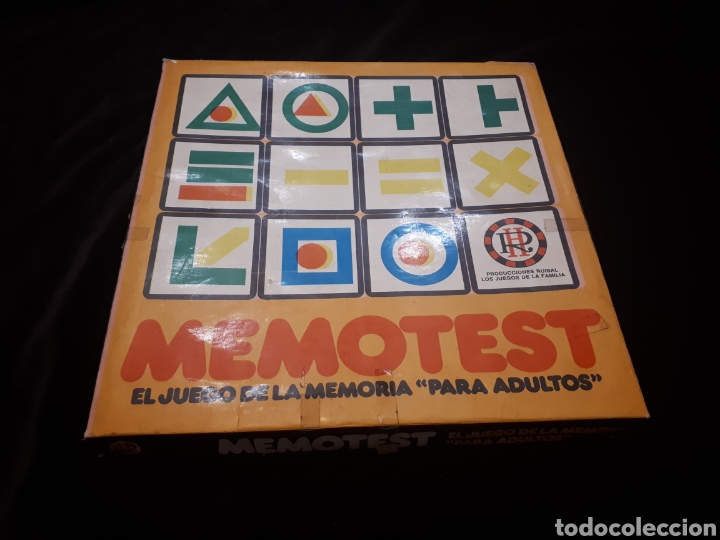 HR
PRODUCCIONES RUIBAL
LOS JUEGOS DE LA FAMILIA
MEMOTEST
EL JUEGO DE LA MEMORIA “PARA ADULTOS”
MEMOTEST
EL JUEGO DE LA MEMORIA
“PARA ADULTOS”
todocoleccion